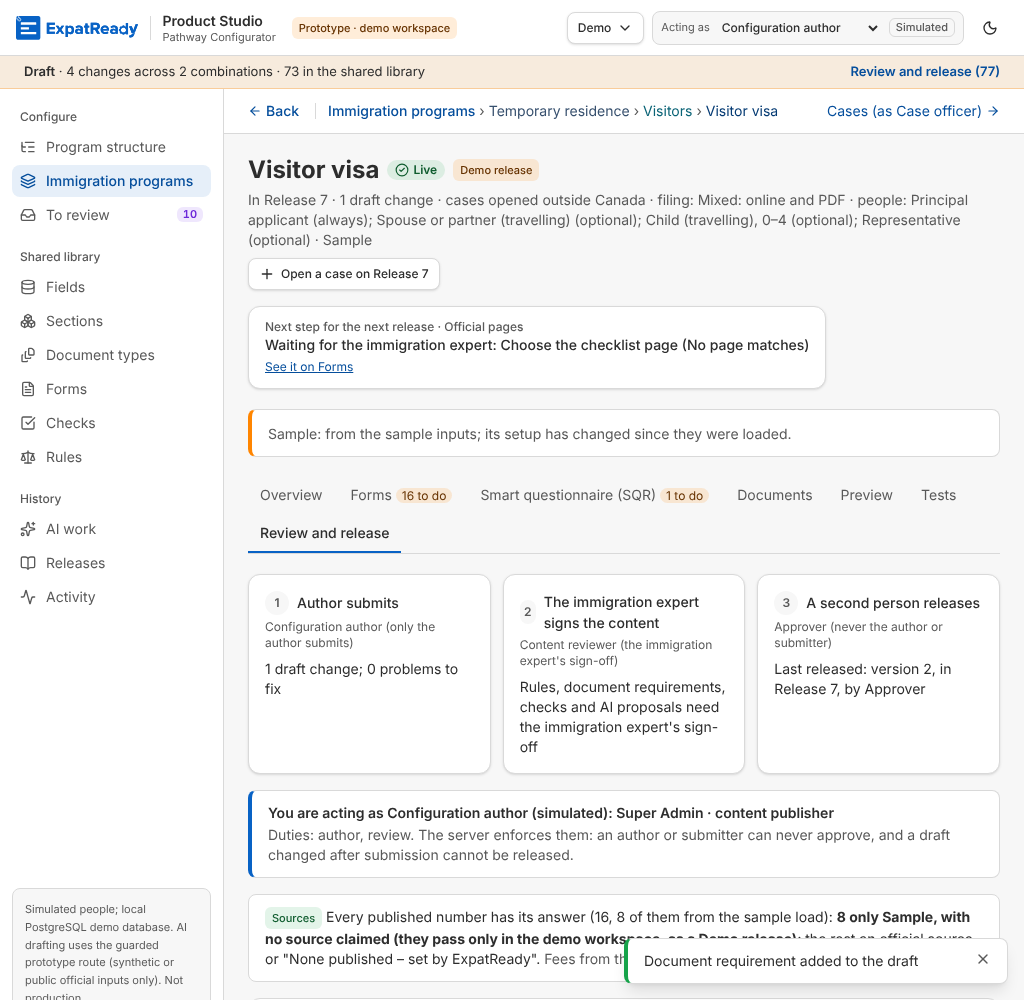 ExpatReady
Product Studio
Pathway Configurator
Prototype · demo workspace
Demo
Acting as
Configuration author
Simulated
Draft · 4 changes across 2 combinations · 73 in the shared library
Review and release (77)
Configure
Program structure
Immigration programs
To review
10
Shared library
Fields
Sections
Document types
Forms
Checks
Rules
History
AI work
Releases
Activity
Simulated people; local
PostgreSQL demo database. AI
drafting uses the guarded
prototype route (synthetic or
public official inputs only). Not
production.
← Back
Immigration programs › Temporary residence › Visitors › Visitor visa
Cases (as Case officer) →
Visitor visa
Live
Demo release
In Release 7 · 1 draft change · cases opened outside Canada · filing: Mixed: online and PDF · people: Principal
applicant (always); Spouse or partner (travelling) (optional); Child (travelling), 0–4 (optional); Representative
(optional) · Sample
+ Open a case on Release 7
Next step for the next release · Official pages
Waiting for the immigration expert: Choose the checklist page (No page matches)
See it on Forms
Sample: from the sample inputs; its setup has changed since they were loaded.
Overview
Forms 16 to do
Smart questionnaire (SQR) 1 to do
Documents
Preview
Tests
Review and release
1 Author submits
Configuration author (only the
author submits)
1 draft change; 0 problems to
fix
2 The immigration expert
signs the content
Content reviewer (the immigration
expert's sign-off)
Rules, document requirements,
checks and AI proposals need
the immigration expert's sign-
off
3 A second person releases
Approver (never the author or
submitter)
Last released: version 2, in
Release 7, by Approver
You are acting as Configuration author (simulated): Super Admin · content publisher
Duties: author, review. The server enforces them: an author or submitter can never approve, and a draft
changed after submission cannot be released.
Sources Every published number has its answer (16, 8 of them from the sample load): 8 only Sample, with
no source claimed (they pass only in the demo workspace, as a Demo release); the rest an official source
or "None published – set by ExpatReady". Fees from th
Document requirement added to the draft